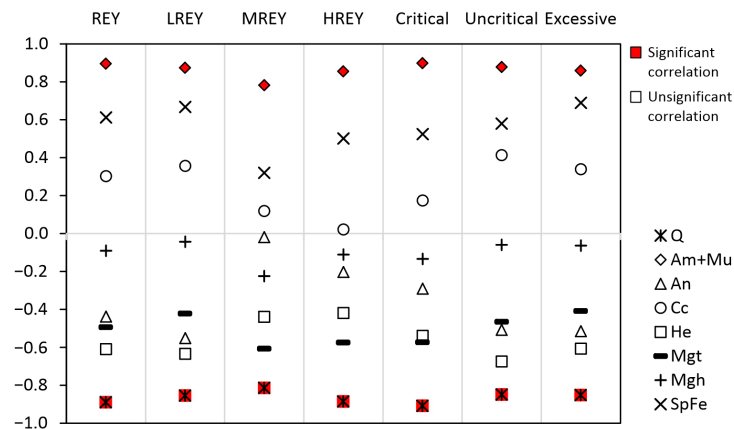 REY LREY MREY HREY Critical Uncritical Excessive
1.0
0.8
0.6
0.4
0.2
0.0
−0.2
−0.4
−0.6
−0.8
−1.0
Significant
correlation
Unsignificant
correlation
Q
Am+Mu
An
Cc
He
Mgt
Mgh
SpFe